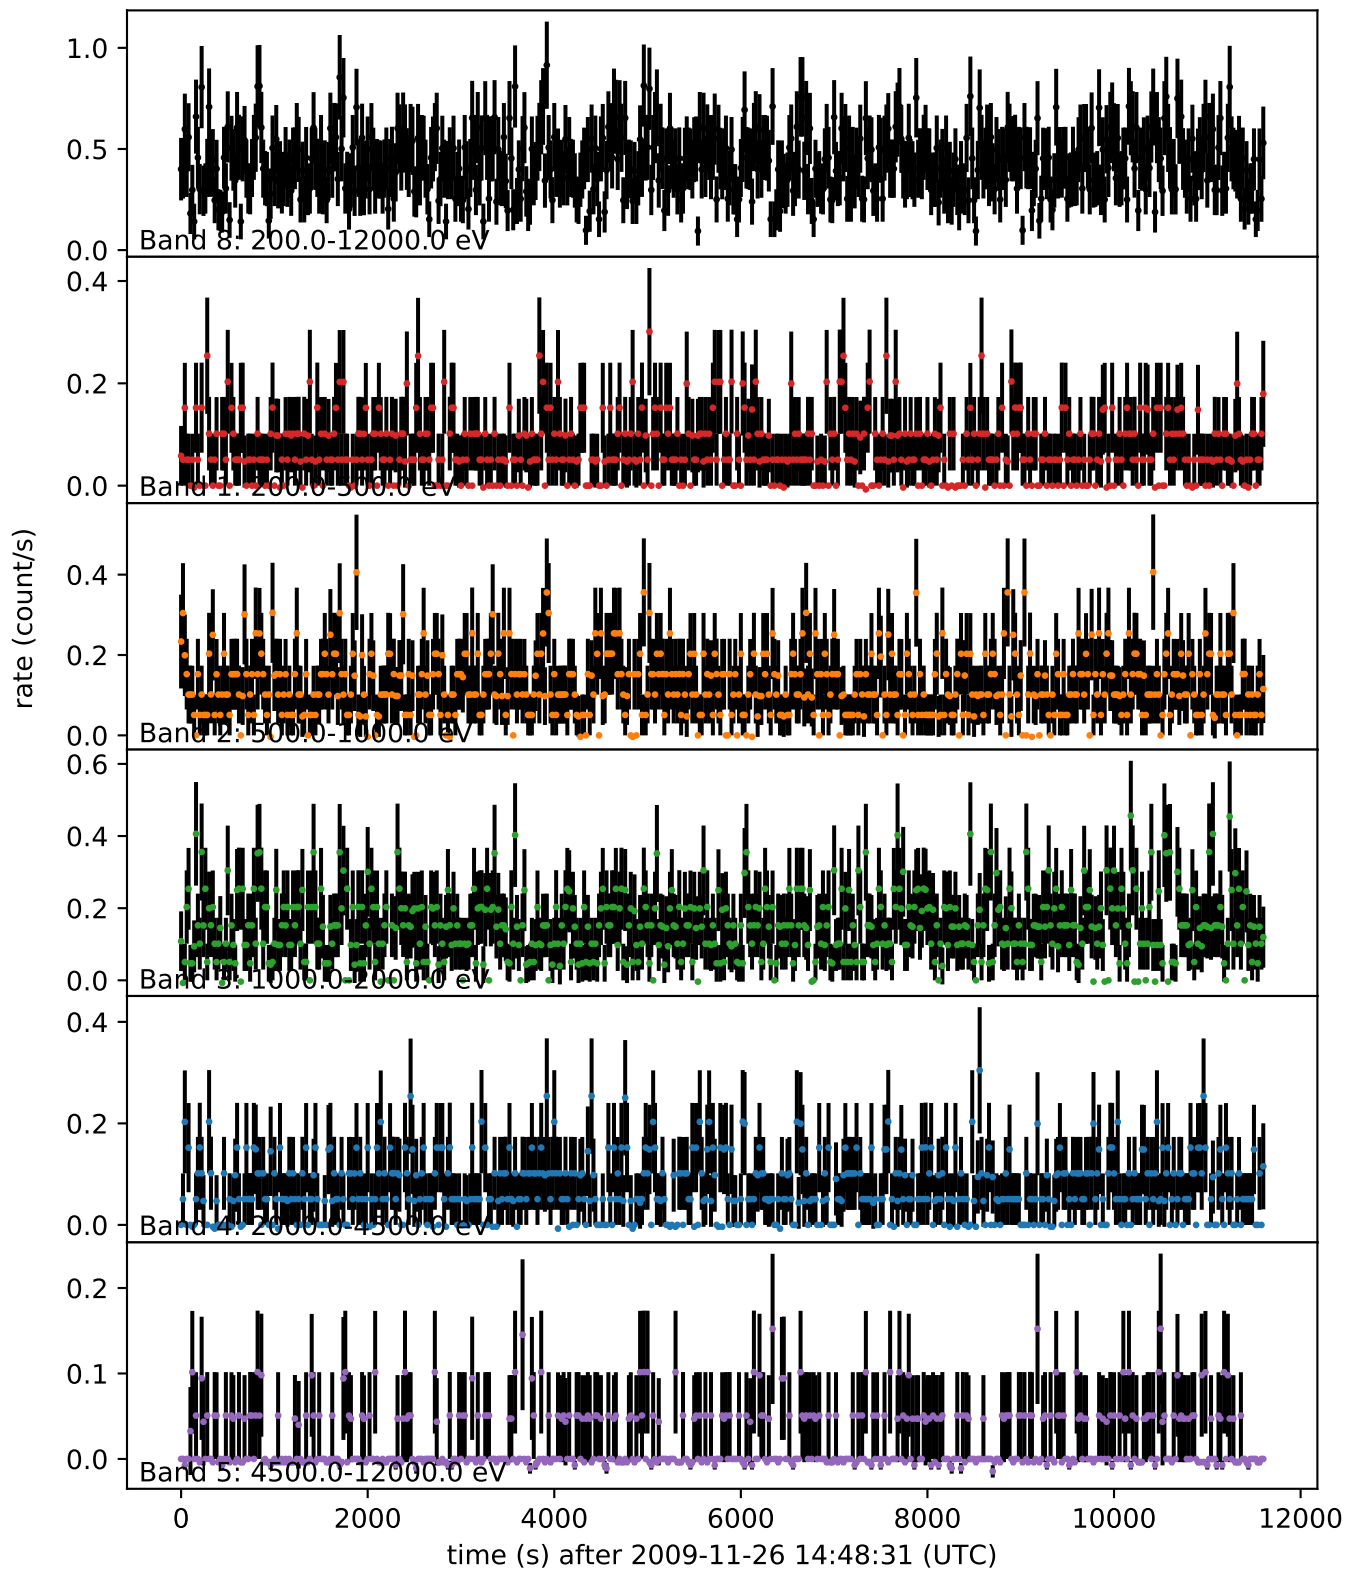 1.0
0.5
0.0
Band 8: 200.0-12000.0 eV
0.4
0.2
0.0
Band 1: 200.0-500.0 eV
0.4
0.2
0.0
Band 2: 500.0-1000.0 eV
0.6
0.4
0.2
0.0
Band 3: 1000.0-2000.0 eV
0.4
0.2
0.0
Band 4: 2000.0-4500.0 eV
0.2
0.1
0.0
Band 5: 4500.0-12000.0 eV
rate (count/s)
0 2000 4000 6000 8000 10000 12000
time (s) after 2009-11-26 14:48:31 (UTC)